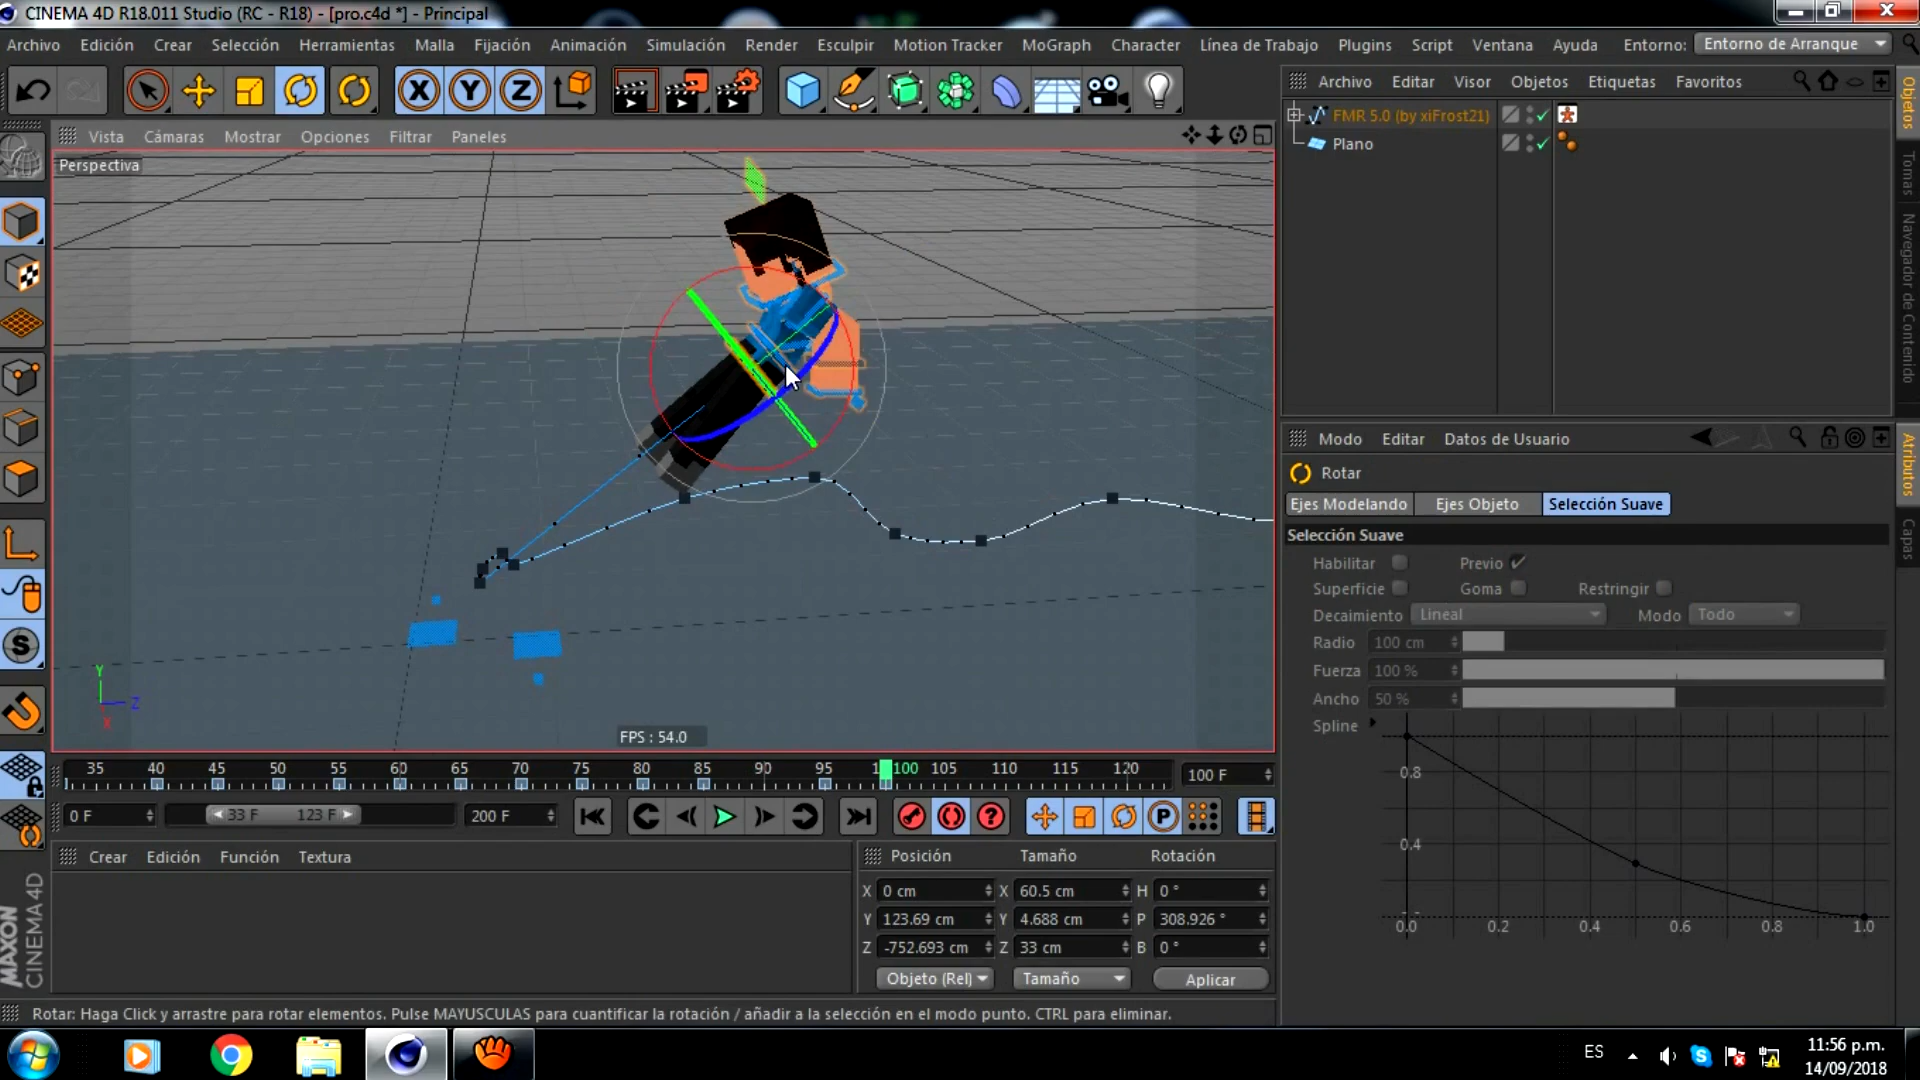 CINEMA 4D R18.011 Studio (RC - R18) - [pro.c4d *] - Principal
Archivo Edición Crear Selección Herramientas Malla Fijación Animación Simulación Render Esculpir Motion Tracker MoGraph Character Línea de Trabajo Plugins Script Ventana Ayuda Entorno: Entorno de Arranque
X Y Z
Vista Cámaras Mostrar Opciones Filtrar Paneles
Perspectiva
Archivo Editar Visor Objetos Etiquetas Favoritos
FMR 5.0 (by xiFrost21)
Plano
Objetos
Tomas
Navegador de Contenido
Modo Editar Datos de Usuario
Rotar
Ejes Modelando Ejes Objeto Selección Suave
Selección Suave
Habilitar Previo
Superficie Goma Restringir
Decaimiento Lineal Modo Todo
Radio 100 cm
Fuerza 100 %
Ancho 50 %
Spline
0.8
0.4
0.0 0.2 0.4 0.6 0.8 1.0
Atributos
Capas
S
Y
Z
X
FPS : 54.0
35 40 45 50 55 60 65 70 75 80 85 90 95 100 105 110 115 120 100 F
0 F 33 F 123 F 200 F
P
Crear Edición Función Textura
Posición Tamaño Rotación
X 0 cm X 60.5 cm H 0 °
Y 123.69 cm Y 4.688 cm P 308.926 °
Z -752.693 cm Z 33 cm B 0 °
Objeto (Rel) Tamaño Aplicar
MAXON
CINEMA 4D
Rotar: Haga Click y arrastre para rotar elementos. Pulse MAYUSCULAS para cuantificar la rotación / añadir a la selección en el modo punto. CTRL para eliminar.
ES
11:56 p.m.
14/09/2018